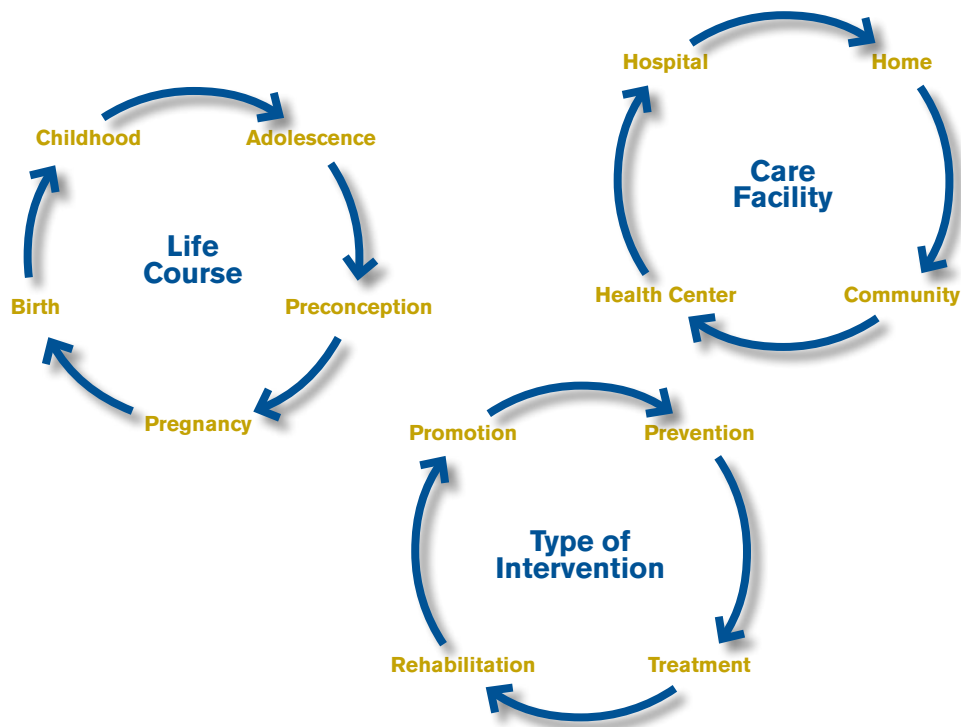 Hospital
Home
Care
Facility
Health Center
Community
Childhood
Adolescence
Life
Course
Birth
Preconception
Pregnancy
Promotion
Prevention
Type of
Intervention
Rehabilitation
Treatment